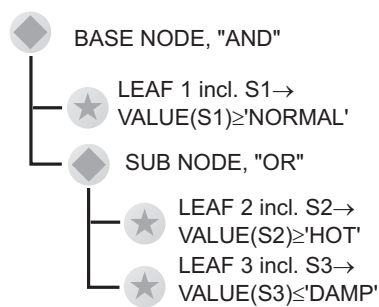 BASE NODE, "AND"
LEAF 1 incl. S1→
VALUE(S1)≥'NORMAL'
SUB NODE, "OR"
LEAF 2 incl. S2→
VALUE(S2)≥'HOT'
LEAF 3 incl. S3→
VALUE(S3)≤'DAMP'